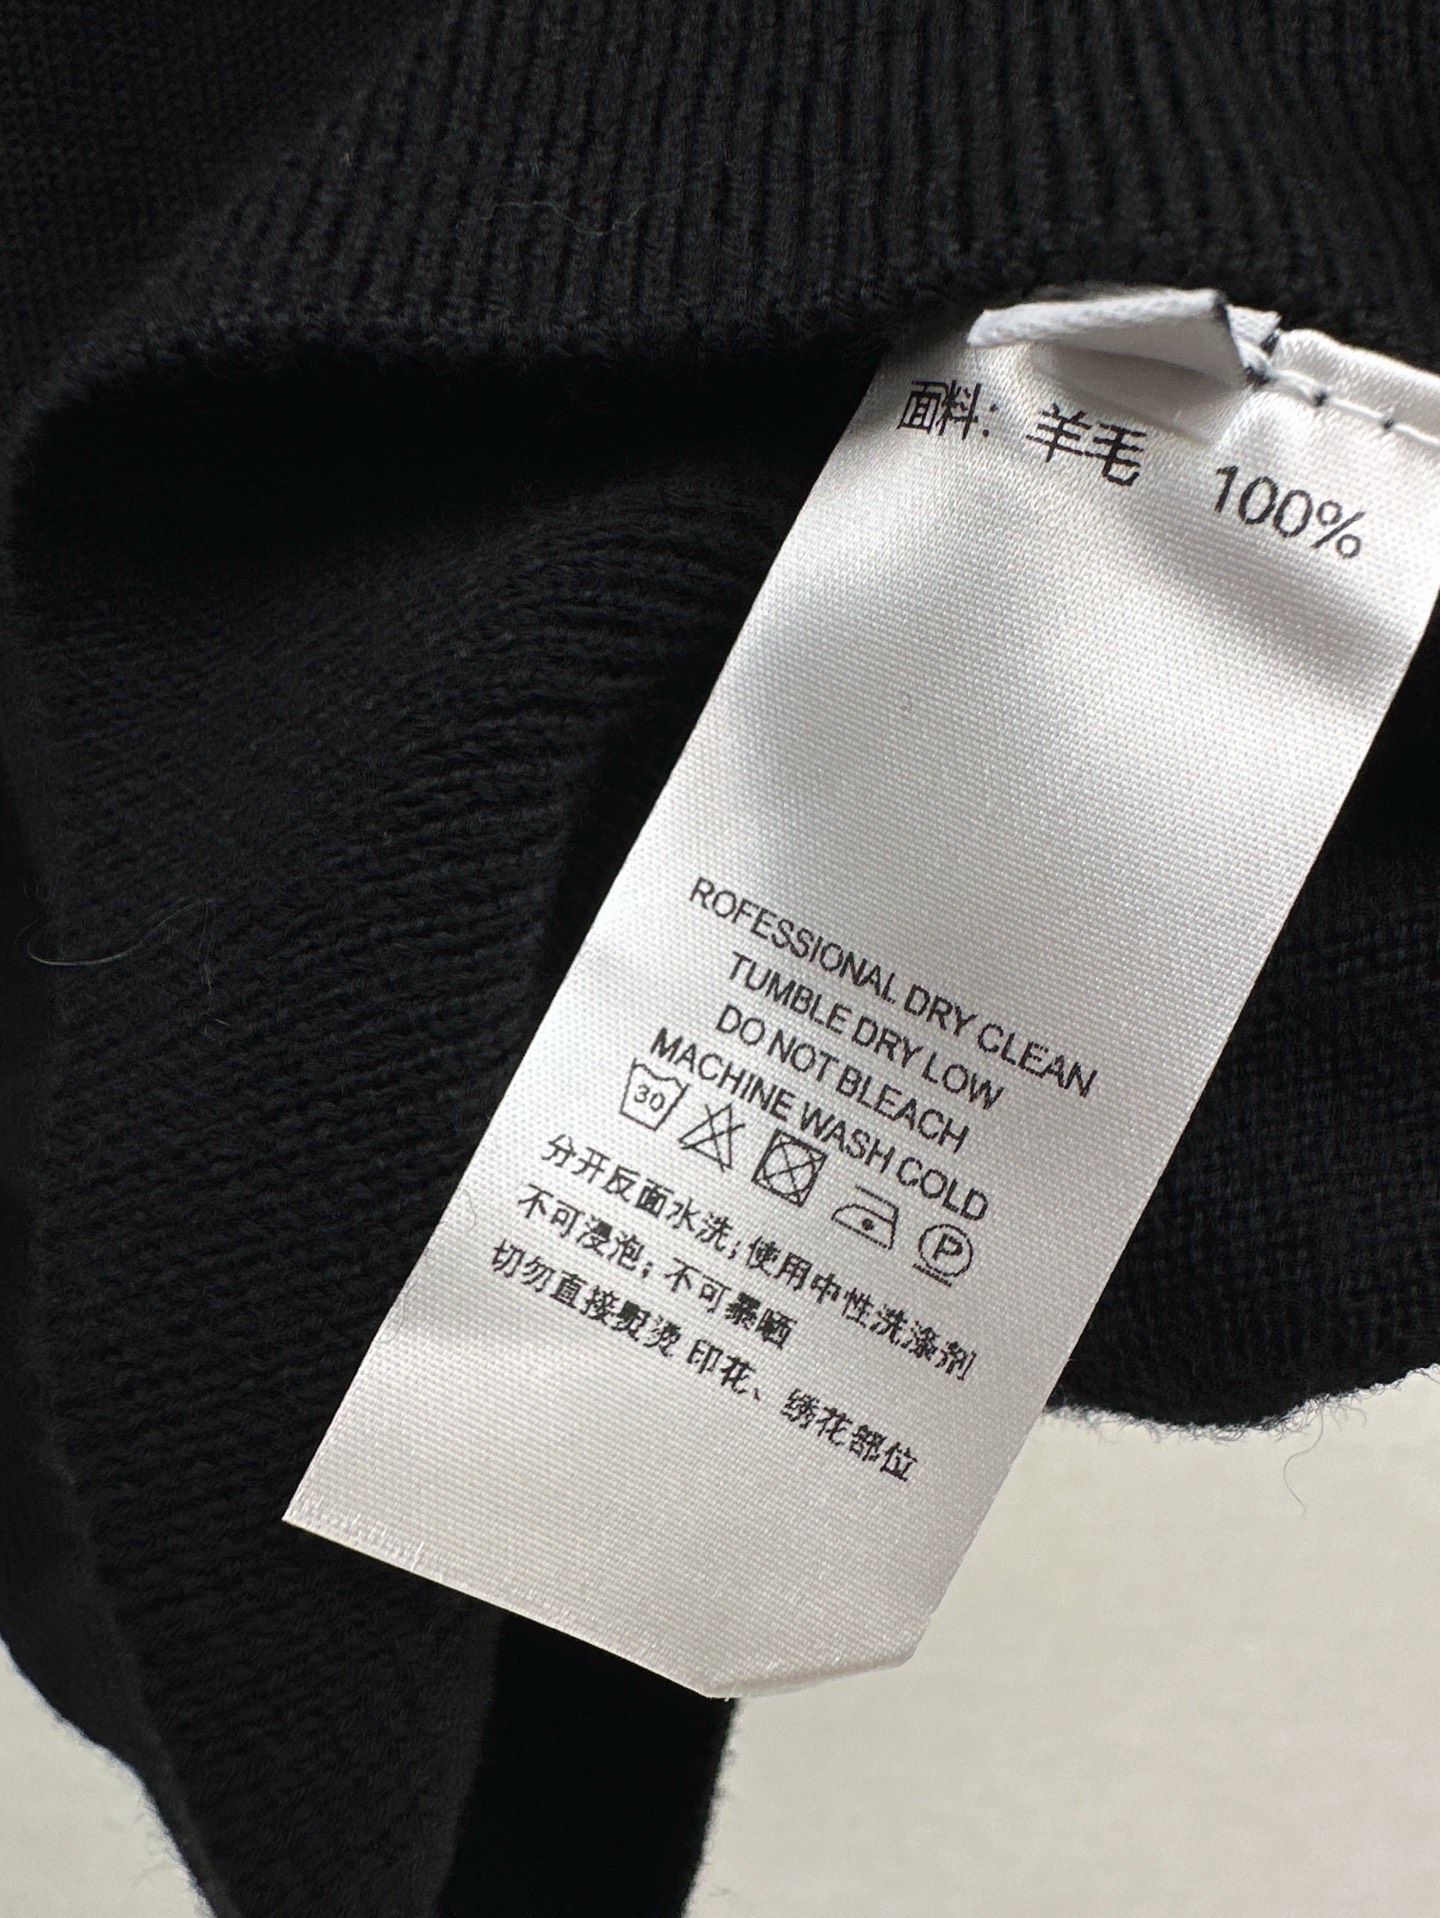 面料：羊毛 100%
ROFESSIONAL DRY CLEAN
TUMBLE DRY LOW
DO NOT BLEACH
MACHINE WASH COLD
30 P
分开反面水洗；使用中性洗涤剂
不可浸泡；不可暴晒
切勿直接熨烫 印花、绣花部位